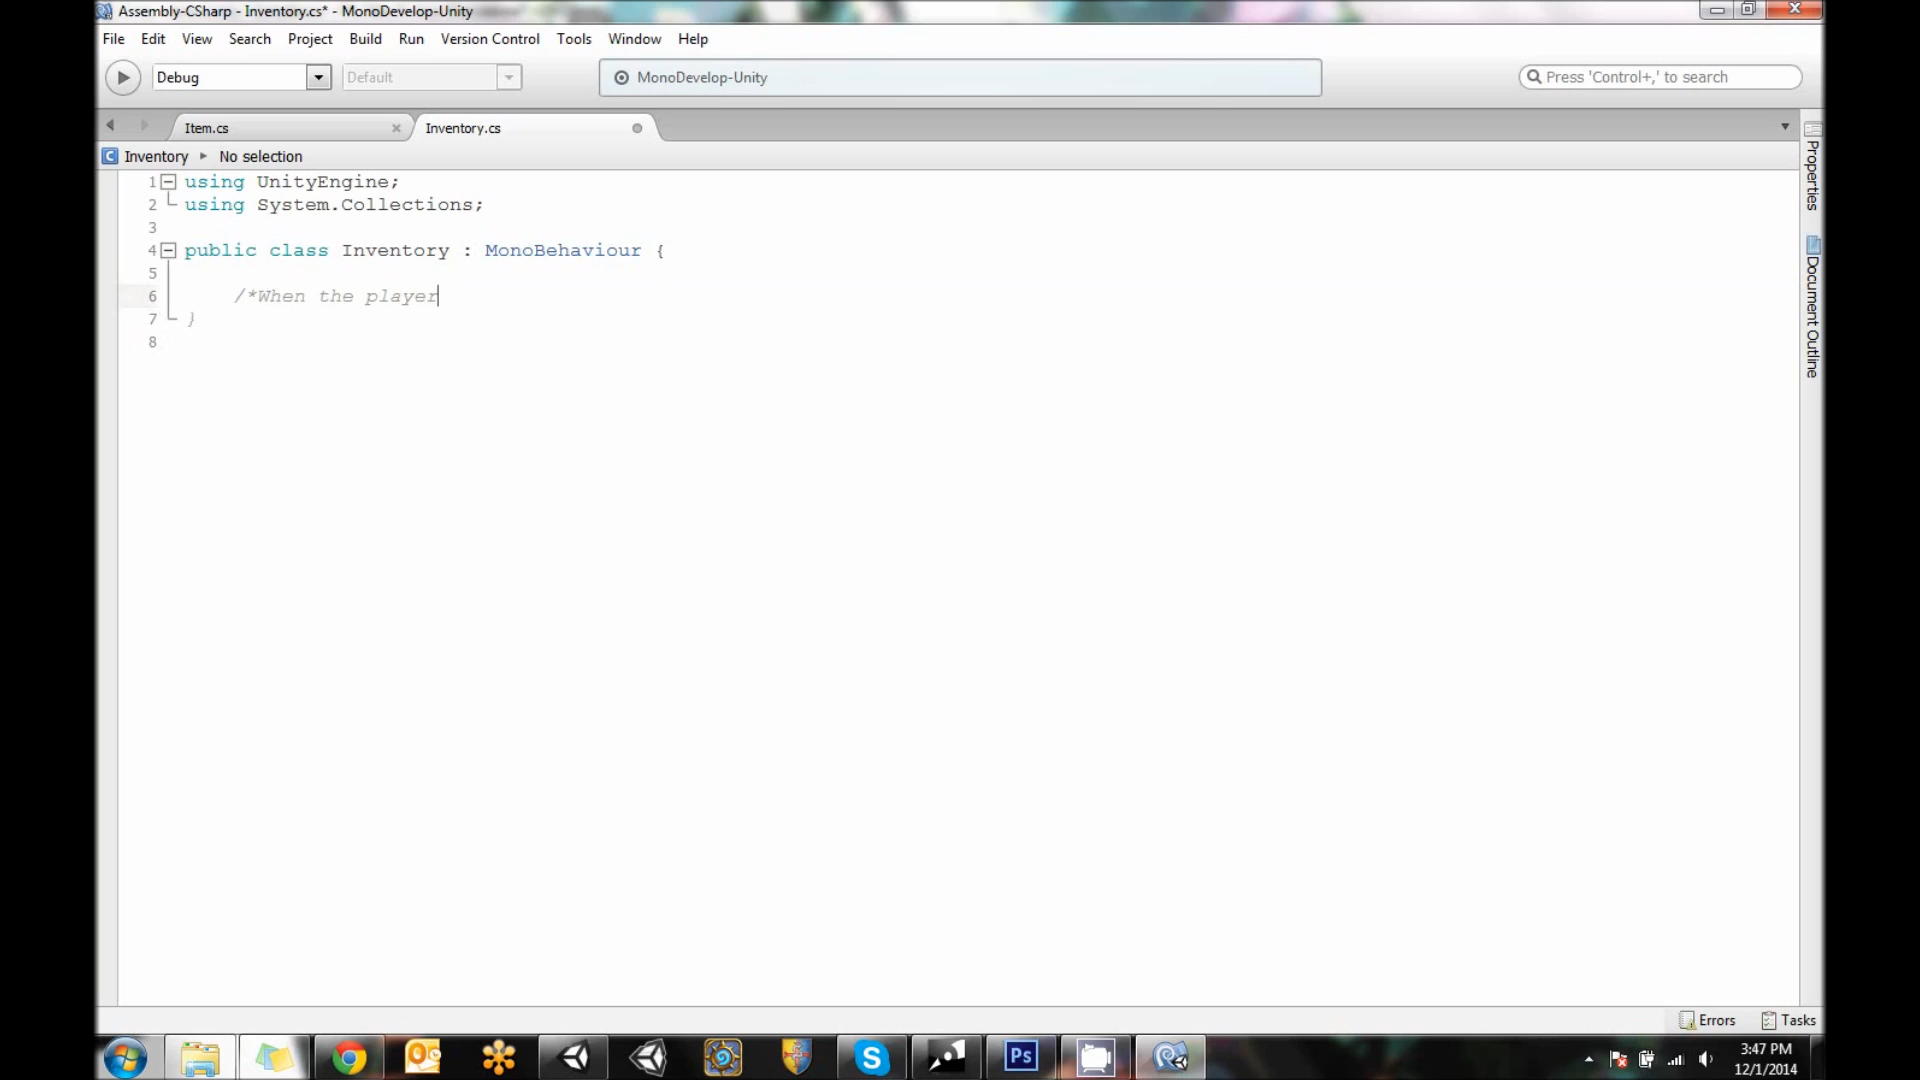 Assembly-CSharp - Inventory.cs* - MonoDevelop-Unity
File Edit View Search Project Build Run Version Control Tools Window Help
Debug Default MonoDevelop-Unity Press 'Control+,' to search
Item.cs Inventory.cs
C Inventory No selection
1 using UnityEngine;
2 using System.Collections;
3
4 public class Inventory : MonoBehaviour {
5
6 /*When the player
7 }
8
Properties
Document Outline
Errors Tasks
S Ps
3:47 PM
12/1/2014